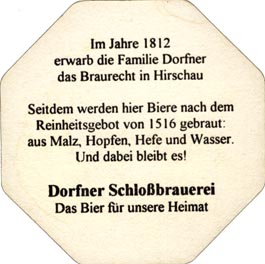 Im Jahre 1812
erwarb die Familie Dorfner
das Braurecht in Hirschau
Seitdem werden hier Biere nach dem
Reinheitsgebot von 1516 gebraut:
aus Malz, Hopfen, Hefe und Wasser.
Und dabei bleibt es!
Dorfner Schloßbrauerei
Das Bier für unsere Heimat